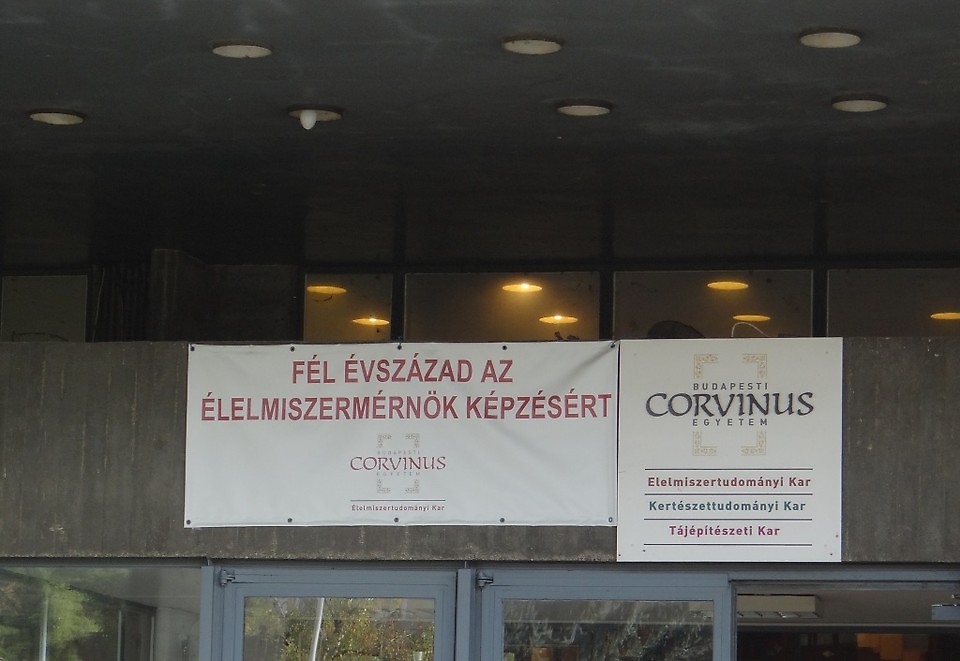 FÉL ÉVSZÁZAD AZ
ÉLELMISZERMÉRNÖK KÉPZÉSÉRT
BUDAPESTI
CORVINUS
EGYETEM
Élelmiszertudományi Kar
BUDAPESTI
CORVINUS
EGYETEM
Élelmiszertudományi Kar
Kertészettudományi Kar
Tájépítészeti Kar